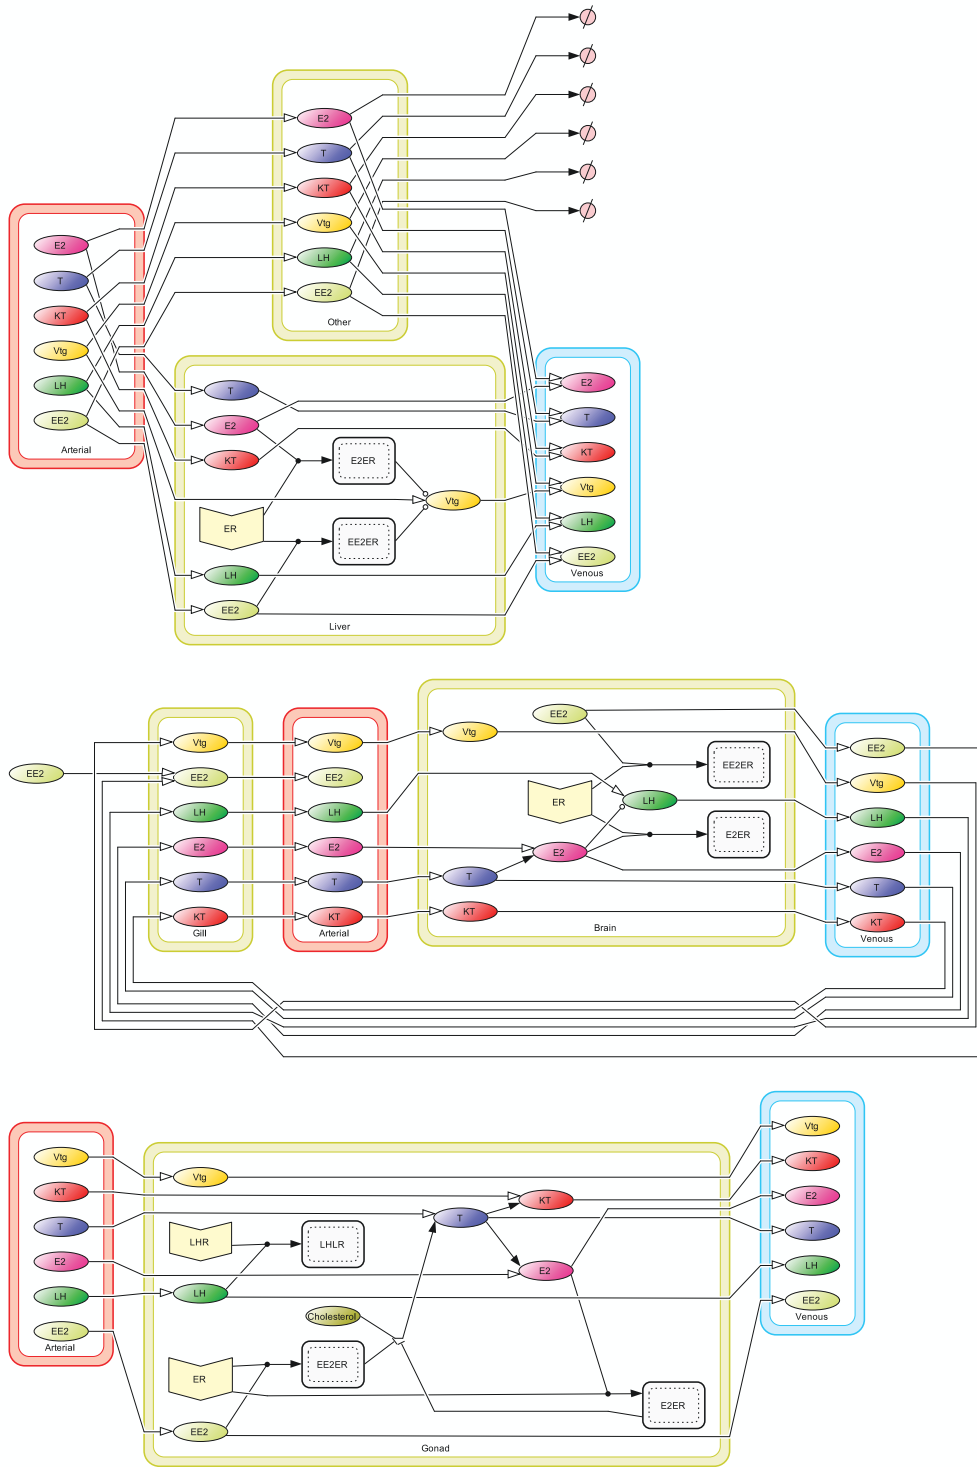 E2
T
KT
Vtg
LH
EE2
Other
E2
T
KT
Vtg
LH
EE2
Arterial
T
E2
KT
E2ER
Vtg
ER
EE2ER
LH
EE2
Liver
E2
T
KT
Vtg
LH
EE2
Venous
EE2
Vtg
EE2
LH
E2
T
KT
Gill
Vtg
EE2
LH
E2
T
KT
Arterial
EE2
Vtg
EE2ER
ER
LH
E2ER
E2
T
KT
Brain
EE2
Vtg
LH
E2
T
KT
Venous
Vtg
KT
T
E2
LH
EE2
Arterial
Vtg
KT
T
LHR
LHLR
E2
LH
Cholesterol
EE2ER
ER
E2ER
EE2
Gonad
Vtg
KT
E2
T
LH
EE2
Venous